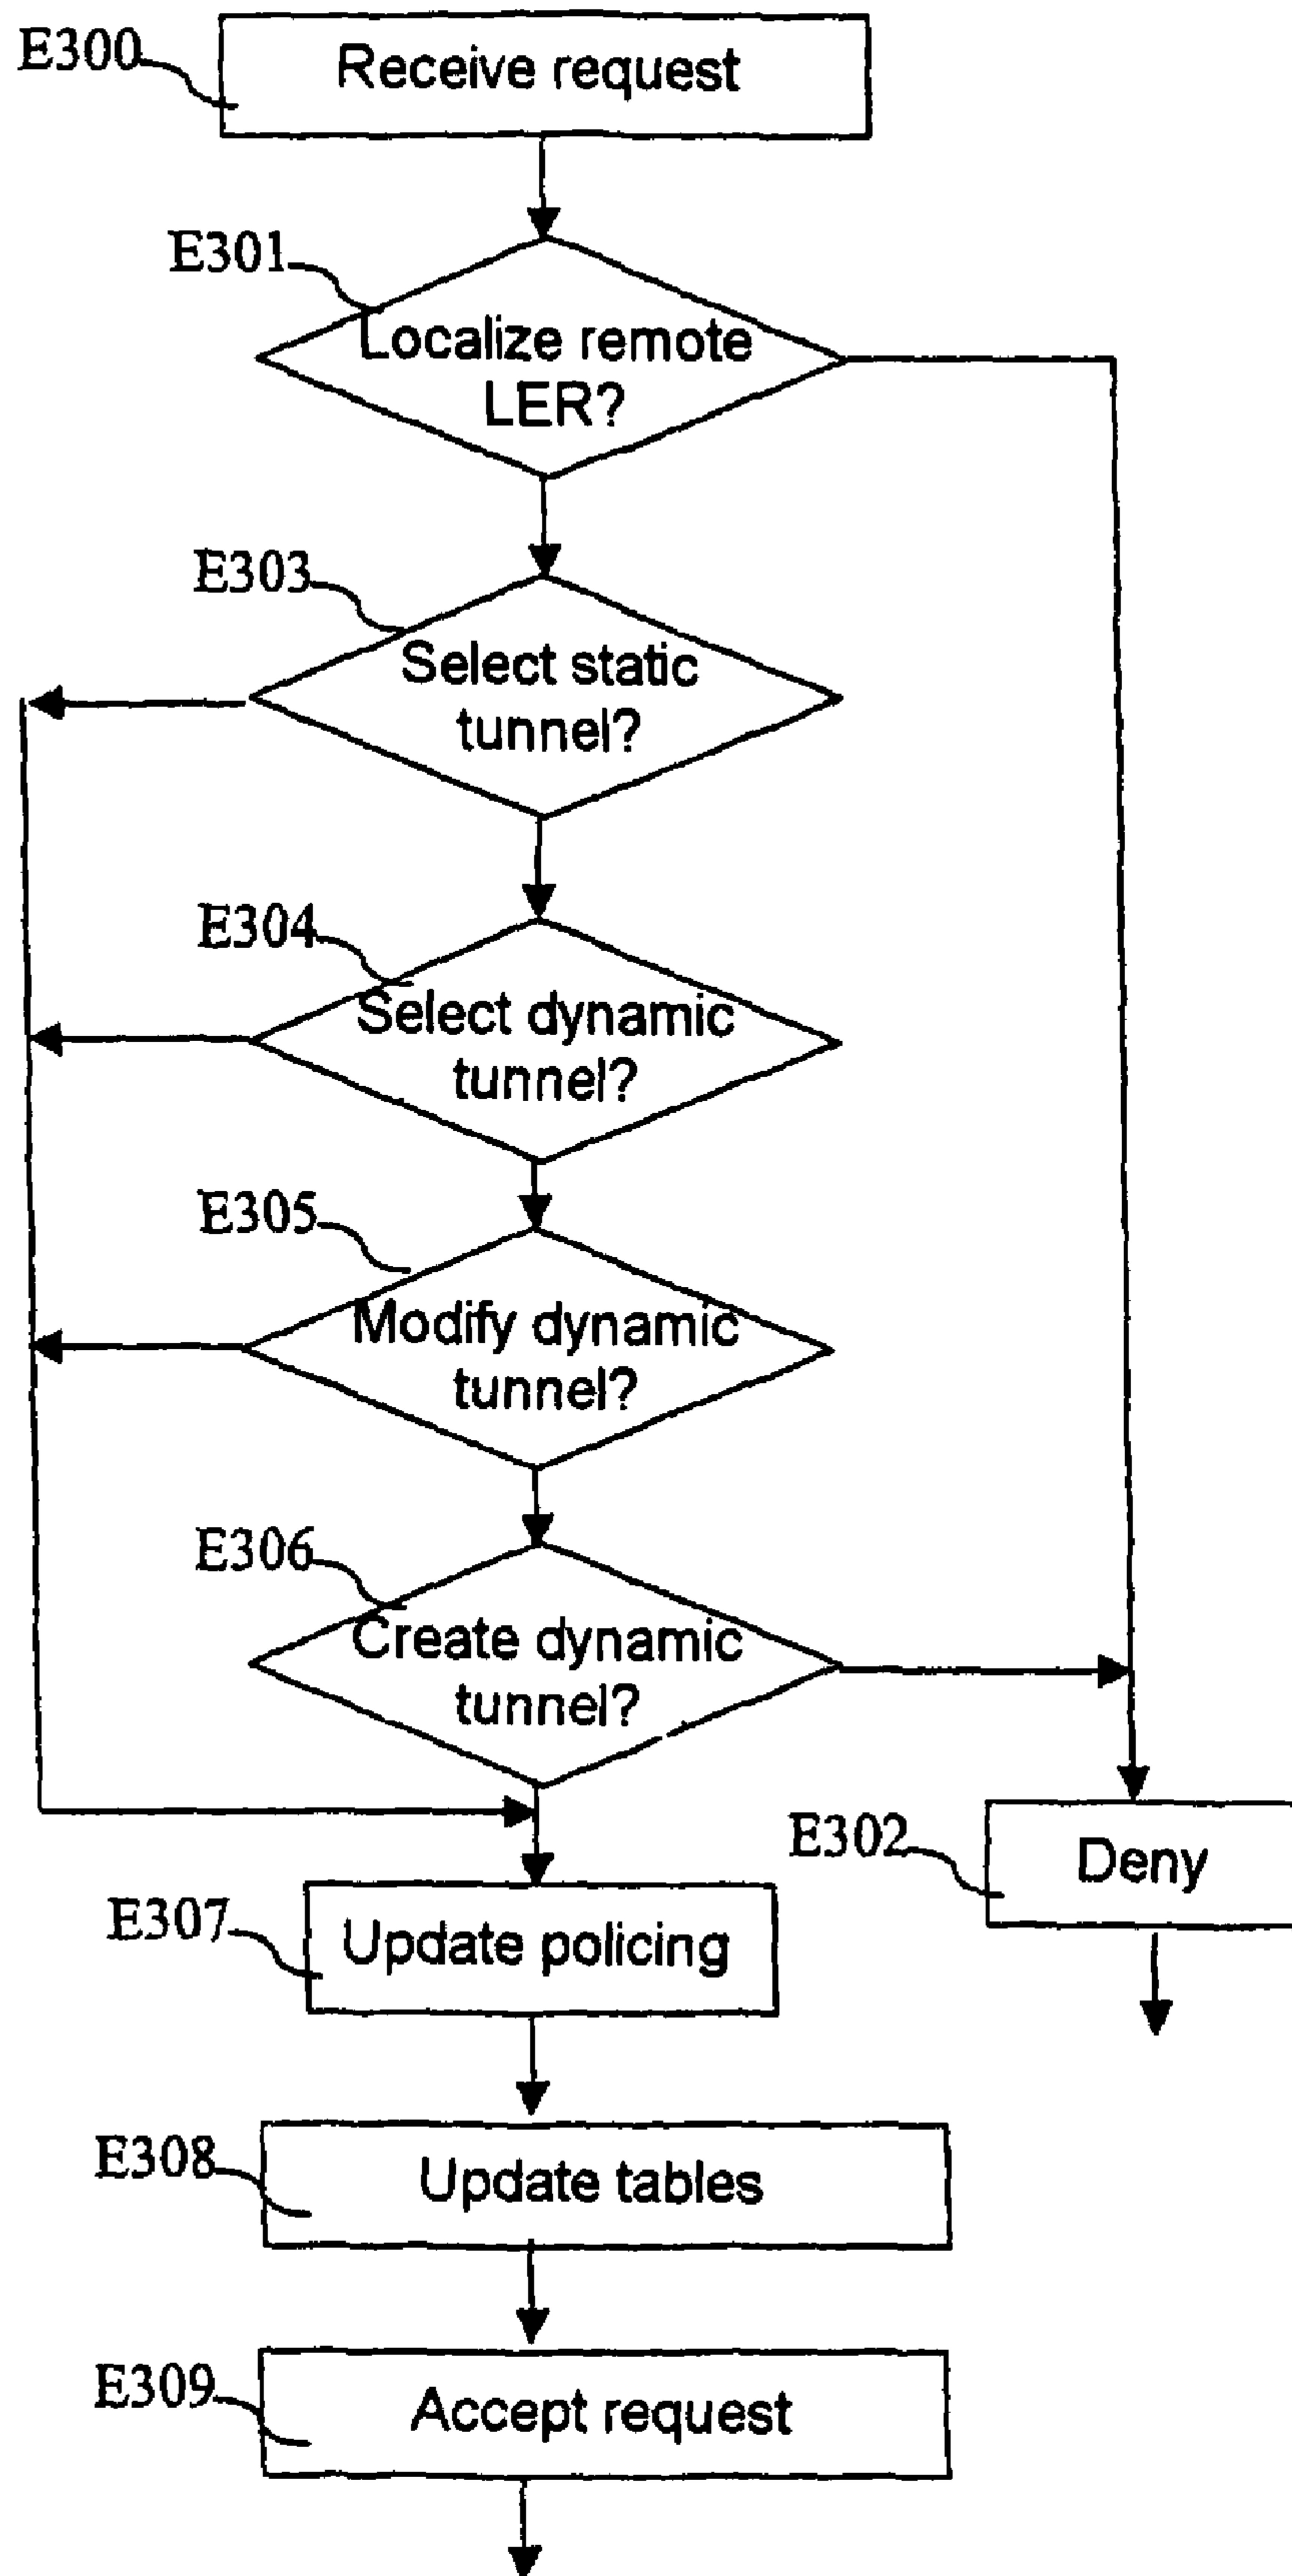 E300
Receive request
E301
Localize remote
LER?
E303
Select static
tunnel?
E304
Select dynamic
tunnel?
E305
Modify dynamic
tunnel?
E306
Create dynamic
tunnel?
E302
Deny
E307
Update policing
E308
Update tables
E309
Accept request